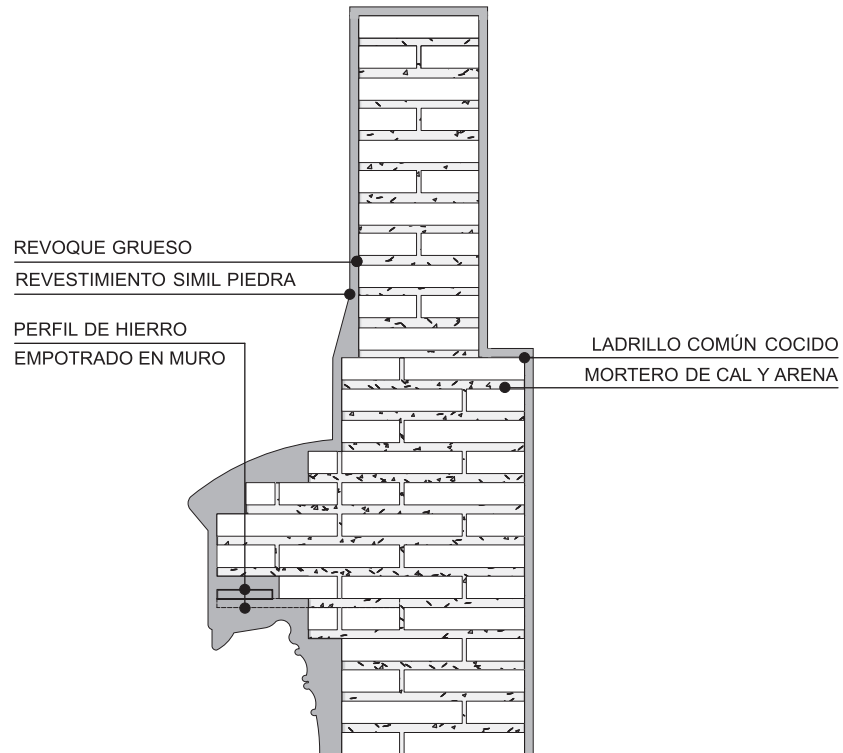 REVOQUE GRUESO
REVESTIMIENTO SIMIL PIEDRA
PERFIL DE HIERRO
EMPOTRADO EN MURO
LADRILLO COMÚN COCIDO
MORTERO DE CAL Y ARENA